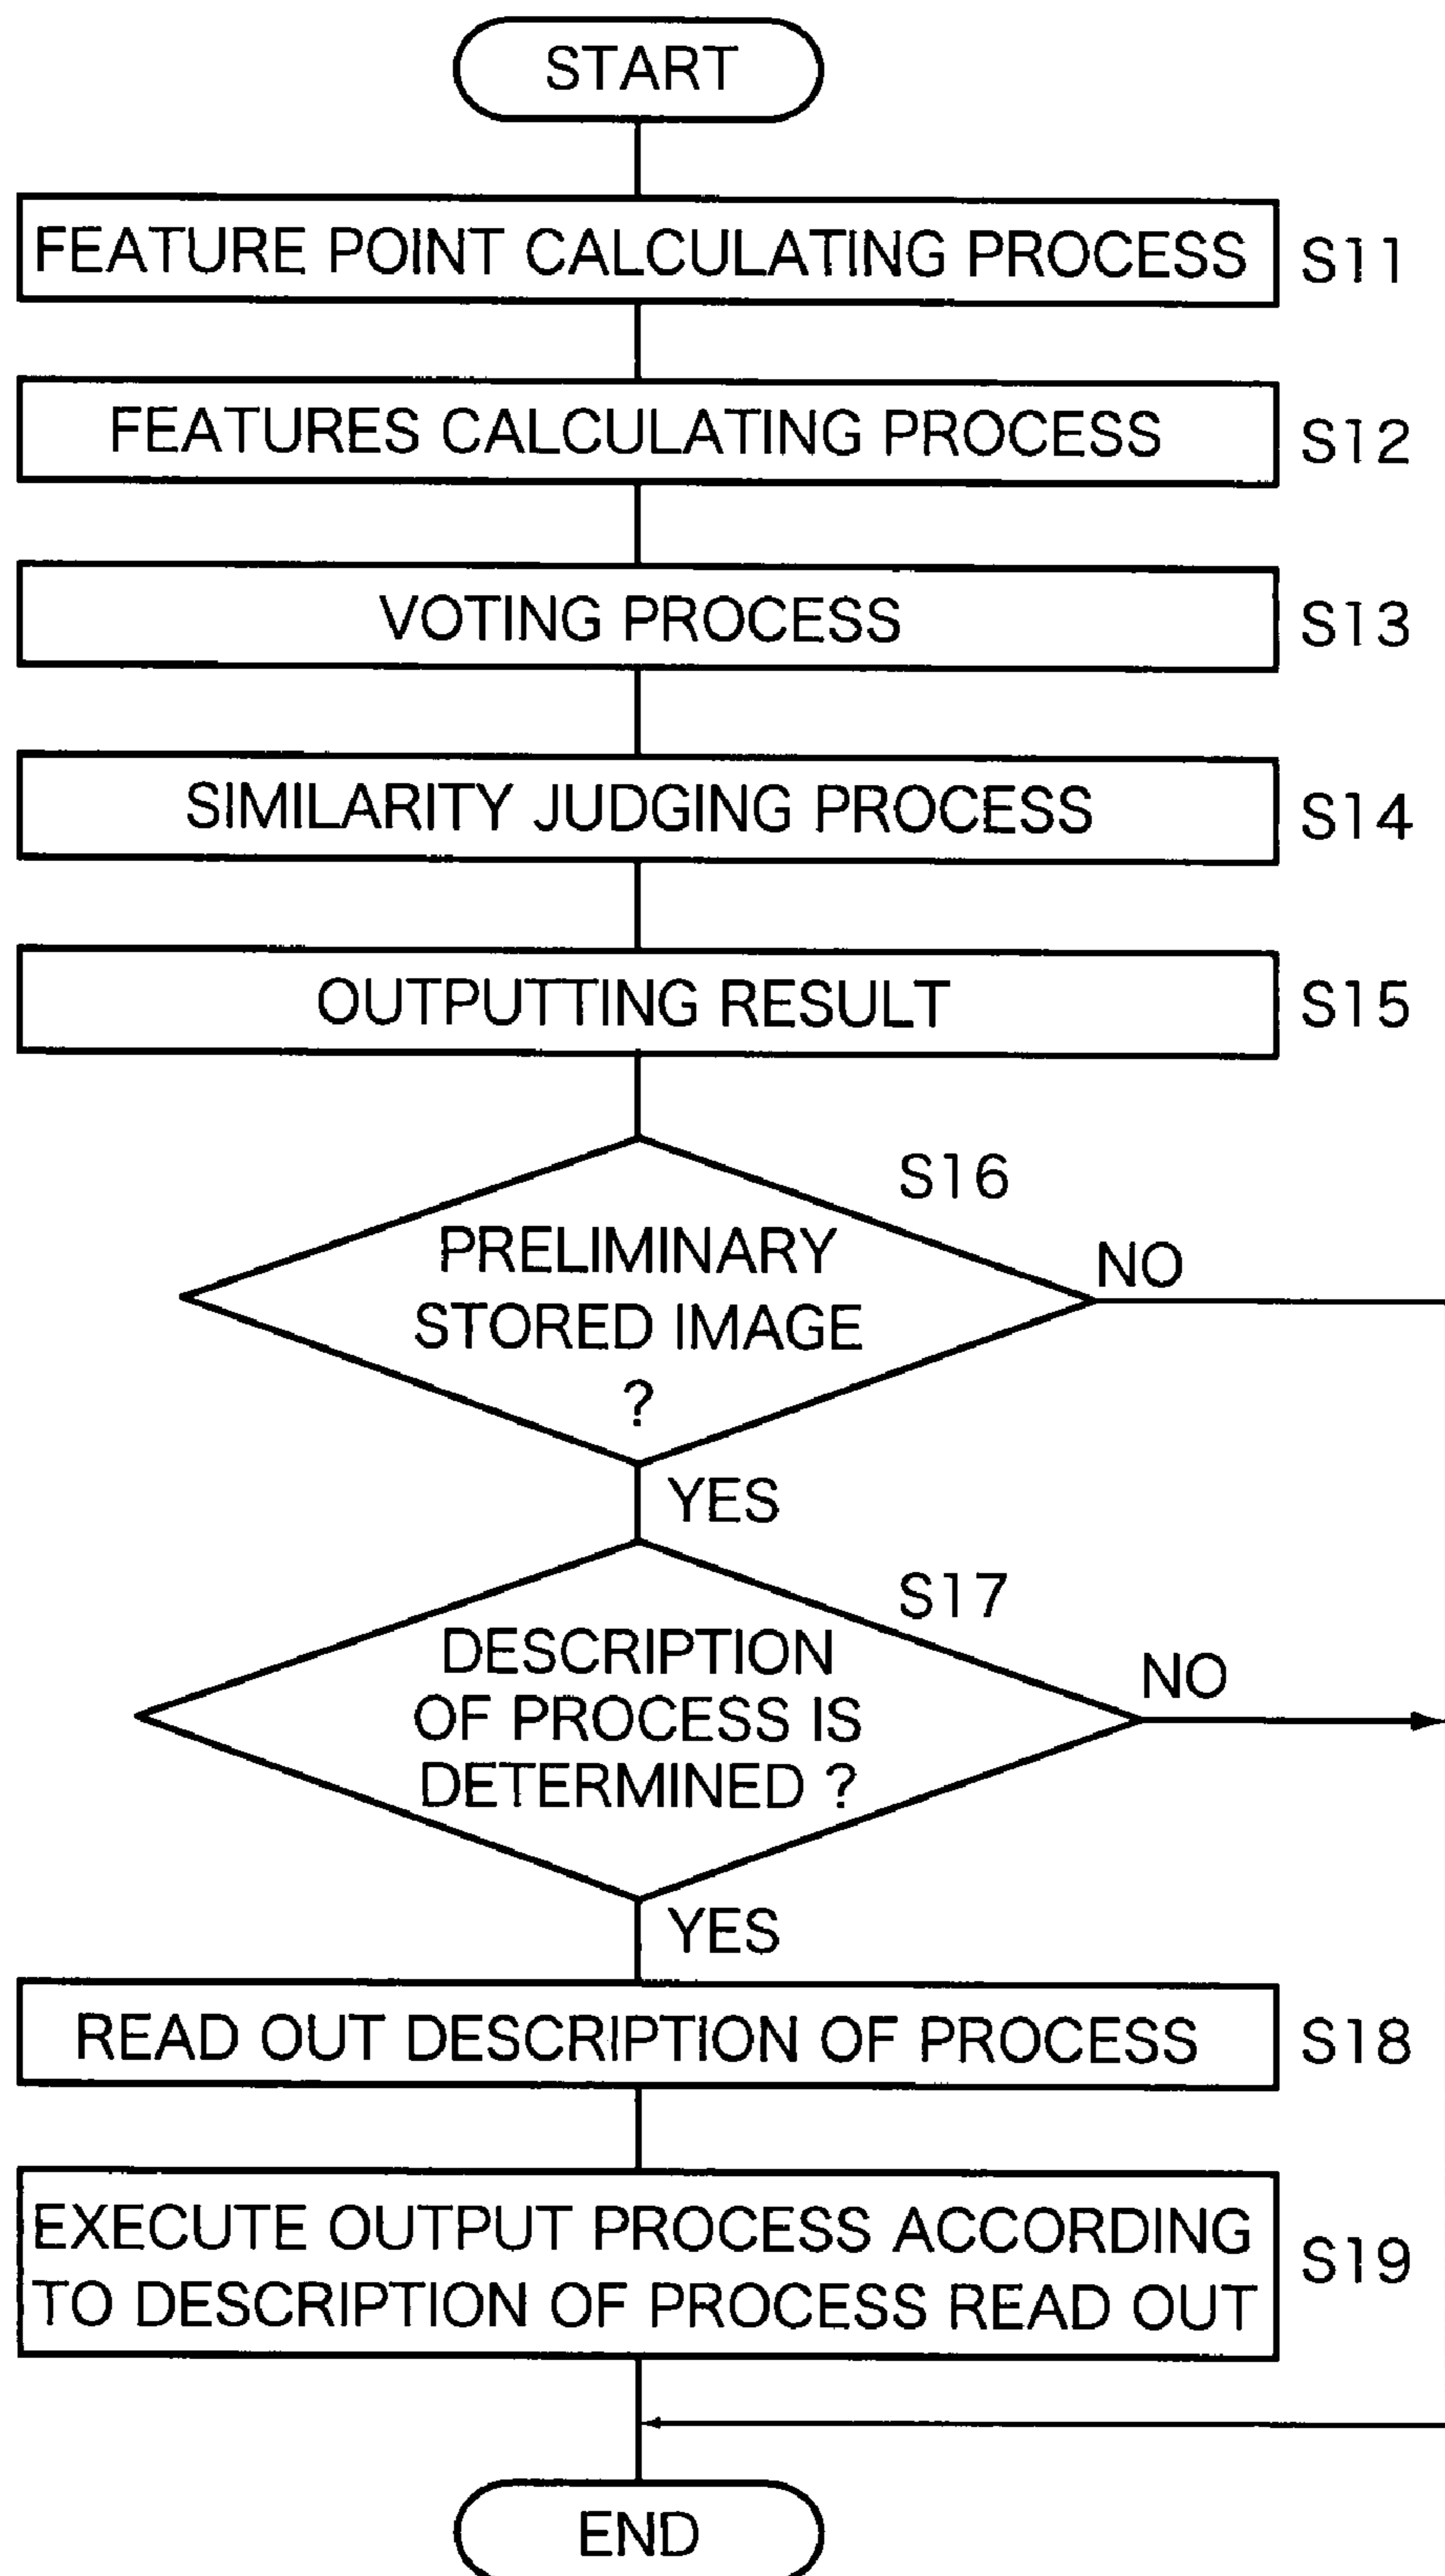 START
FEATURE POINT CALCULATING PROCESS S11
FEATURES CALCULATING PROCESS S12
VOTING PROCESS S13
SIMILARITY JUDGING PROCESS S14
OUTPUTTING RESULT S15
S16
PRELIMINARY
STORED IMAGE
?
NO
YES
S17
DESCRIPTION
OF PROCESS IS
DETERMINED ?
NO
YES
READ OUT DESCRIPTION OF PROCESS S18
EXECUTE OUTPUT PROCESS ACCORDING
TO DESCRIPTION OF PROCESS READ OUT
S19
END